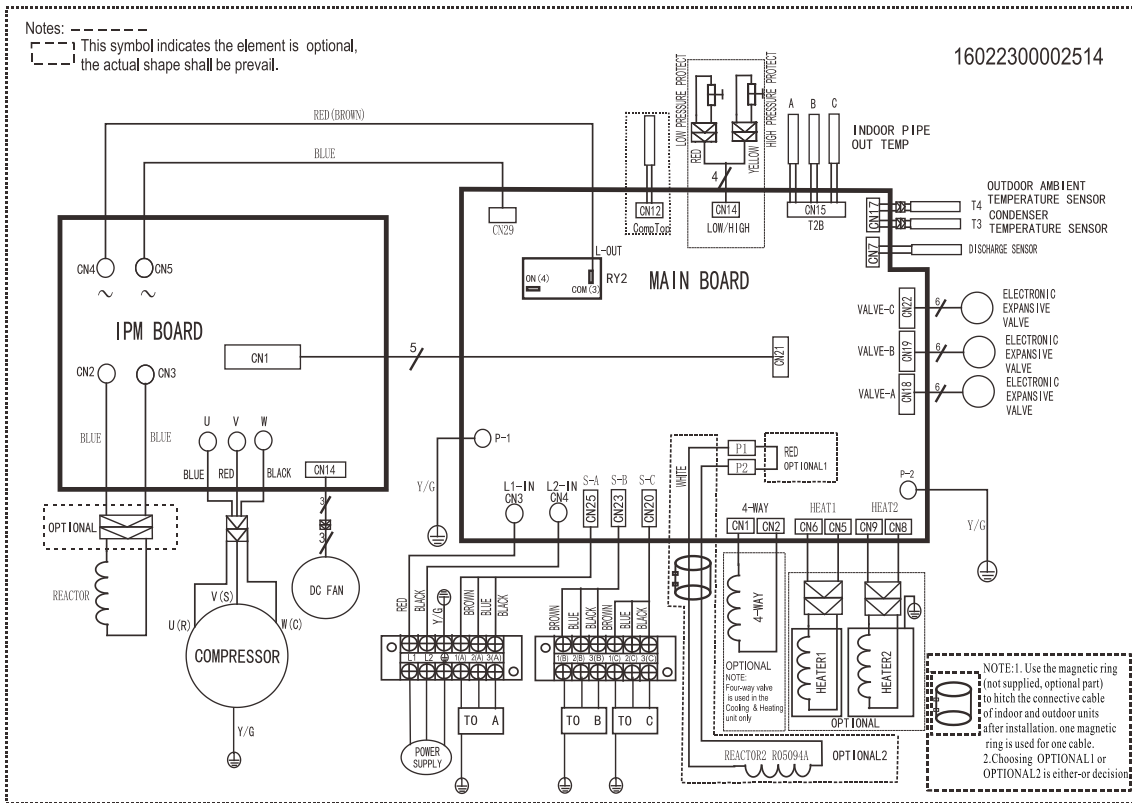 Notes:
This symbol indicates the element is optional,
the actual shape shall be prevail.
16022300002514
RED(BROWN)
BLUE
LOW PRESSURE PROTECT
HIGH PRESSURE PROTECT
RED
YELLOW
4
A B C
INDOOR PIPE
OUT TEMP
CN12
CompTop
CN14
LOW/HIGH
CN15
T2B
CN17
T4
OUTDOOR AMBIENT
TEMPERATURE SENSOR
T3
CONDENSER
TEMPERATURE SENSOR
CN7
DISCHARGE SENSOR
CN29
L-OUT
ON(4)
COM(3)
RY2
MAIN BOARD
VALVE-C
CN22
6
ELECTRONIC
EXPANSIVE
VALVE
VALVE-B
CN19
6
ELECTRONIC
EXPANSIVE
VALVE
VALVE-A
CN18
6
ELECTRONIC
EXPANSIVE
VALVE
CN4
CN5
∼ ∼
IPM BOARD
CN1
5
CN21
CN2
CN3
BLUE
BLUE
U V W
BLUE
RED
BLACK
CN14
3
3
DC FAN
OPTIONAL
REACTOR
V(S)
U(R)
W(C)
COMPRESSOR
Y/G
P-1
Y/G
L1-IN
CN3
L2-IN
CN4
S-A
CN25
S-B
CN23
S-C
CN20
WHITE
P1
P2
RED
OPTIONAL1
P-2
Y/G
4-WAY
CN1
CN2
HEAT1
CN6
CN5
HEAT2
CN9
CN8
RED
BLACK
Y/G
BROWN
BLUE
BLACK
BROWN
BLUE
BLACK
BROWN
BLUE
BLACK
L1 L2 1(A) 2(A) 3(A)
1(B) 2(B) 3(B) 1(C) 2(C) 3(C)
TO A
TO B
TO C
POWER
SUPPLY
4-WAY
OPTIONAL
NOTE:
Four-way valve
is used in the
Cooling & Heating
unit only
HEATER1
HEATER2
OPTIONAL
REACTOR2 R05094A
OPTIONAL2
NOTE:1. Use the magnetic ring
(not supplied, optional part)
to hitch the connective cable
of indoor and outdoor units
after installation. one magnetic
ring is used for one cable.
2.Choosing OPTIONAL1 or
OPTIONAL2 is either-or decision